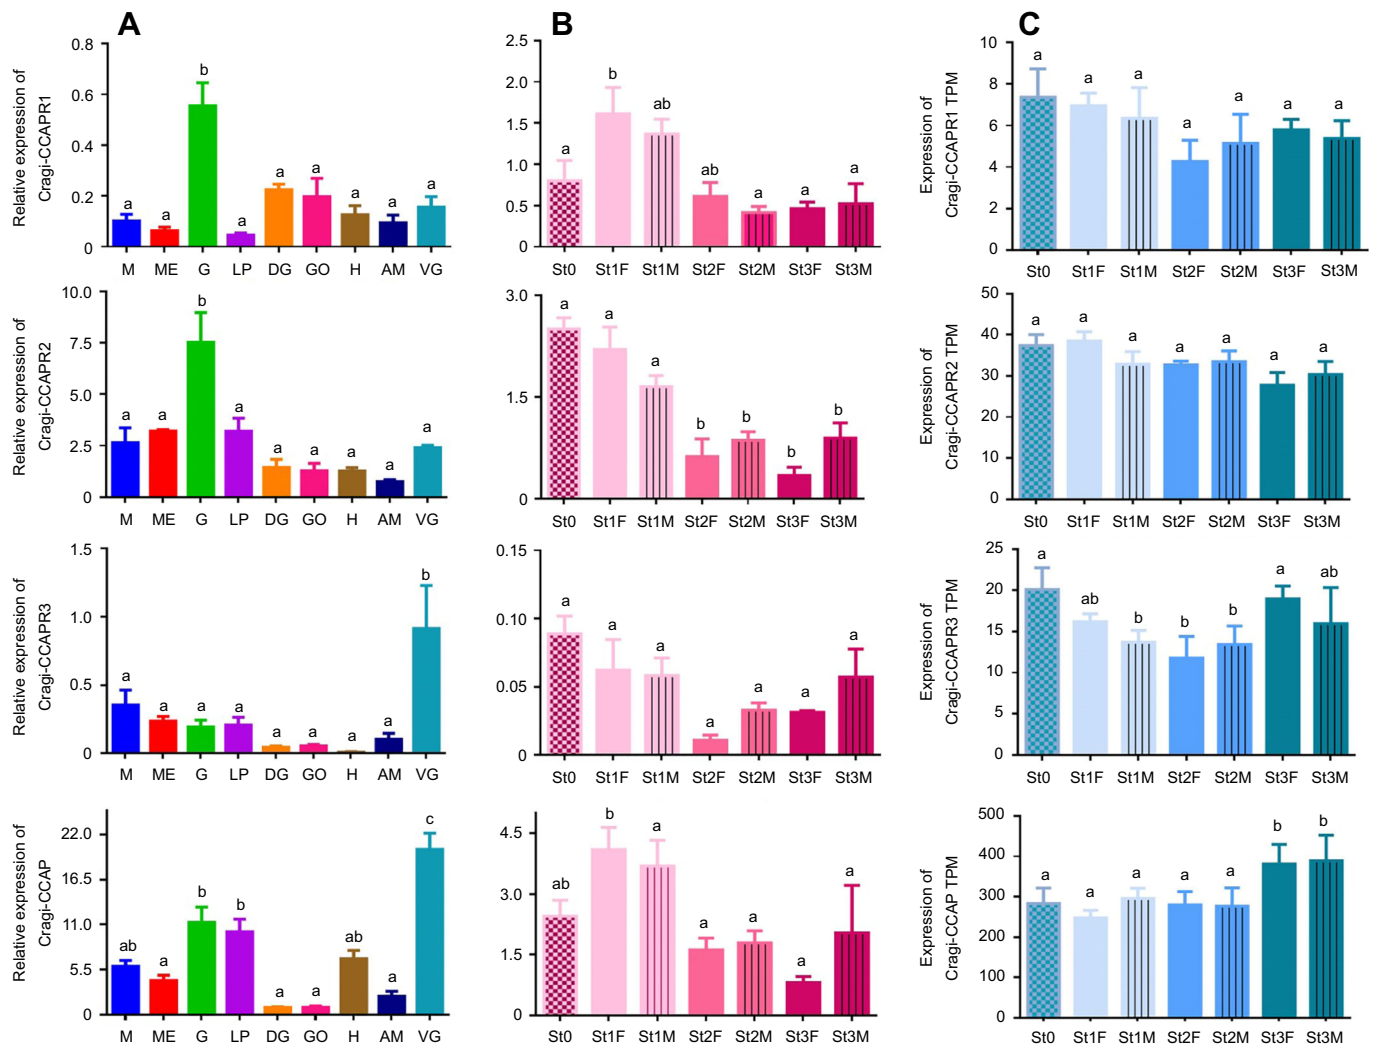 A
Relative expression of
Cragi-CCAPR1
0.8
0.6
0.4
0.2
0
a a b a a a a a a
M ME G LP DG GO H AM VG
B
2.5
2.0
1.5
1.0
0.5
0
a b ab ab a a a
St0 St1F St1M St2F St2M St3F St3M
C
Expression of
Cragi-CCAPR1 TPM
10
8
6
4
2
0
a a a a a a a
St0 St1F St1M St2F St2M St3F St3M
Relative expression of
Cragi-CCAPR2
10.0
7.5
5.0
2.5
0
a a b a a a a a a
M ME G LP DG GO H AM VG
3.0
1.5
0
a a a b b b b
St0 St1F St1M St2F St2M St3F St3M
Expression of
Cragi-CCAPR2 TPM
50
40
30
20
10
0
a a a a a a a
St0 St1F St1M St2F St2M St3F St3M
Relative expression of
Cragi-CCAPR3
1.5
1.0
0.5
0
a a a a a a a a b
M ME G LP DG GO H AM VG
0.15
0.10
0.05
0
a a a a a a a
St0 St1F St1M St2F St2M St3F St3M
Expression of
Cragi-CCAPR3 TPM
25
20
15
10
5
0
a ab b b b a ab
St0 St1F St1M St2F St2M St3F St3M
Relative expression of
Cragi-CCAP
22.0
16.5
11.0
5.5
0
ab a b b a a ab a c
M ME G LP DG GO H AM VG
4.5
3.0
1.5
0
ab b a a a a a
St0 St1F St1M St2F St2M St3F St3M
Expression of
Cragi-CCAP TPM
500
400
300
200
100
0
a a a a a b b
St0 St1F St1M St2F St2M St3F St3M